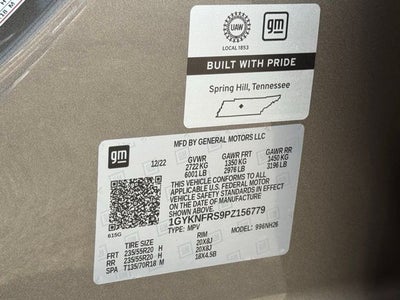 UAW
gm
LOCAL 1853
BUILT WITH PRIDE
Spring Hill, Tennessee
gm
MFD BY GENERAL MOTORS LLC
12/22
GVWR GAWR FRT GAWR RR
2722 KG 1350 KG 1450 KG
6001 LB 2976 LB 3196 LB
THIS VEHICLE CONFORMS TO ALL
APPLICABLE U.S. FEDERAL MOTOR
VEHICLE SAFETY STANDARDS IN EFFECT
ON THE DATE OF MANUFACTURE
SHOWN ABOVE.
1GYKNFRS9PZ156779
TYPE: MPV MODEL: 996NH26
815G
TIRE SIZE RIM
FRT 235/55R20 H 20X8J
RR 235/55R20 H 20X8J
SPA T135/70R18 M 18X4.5B